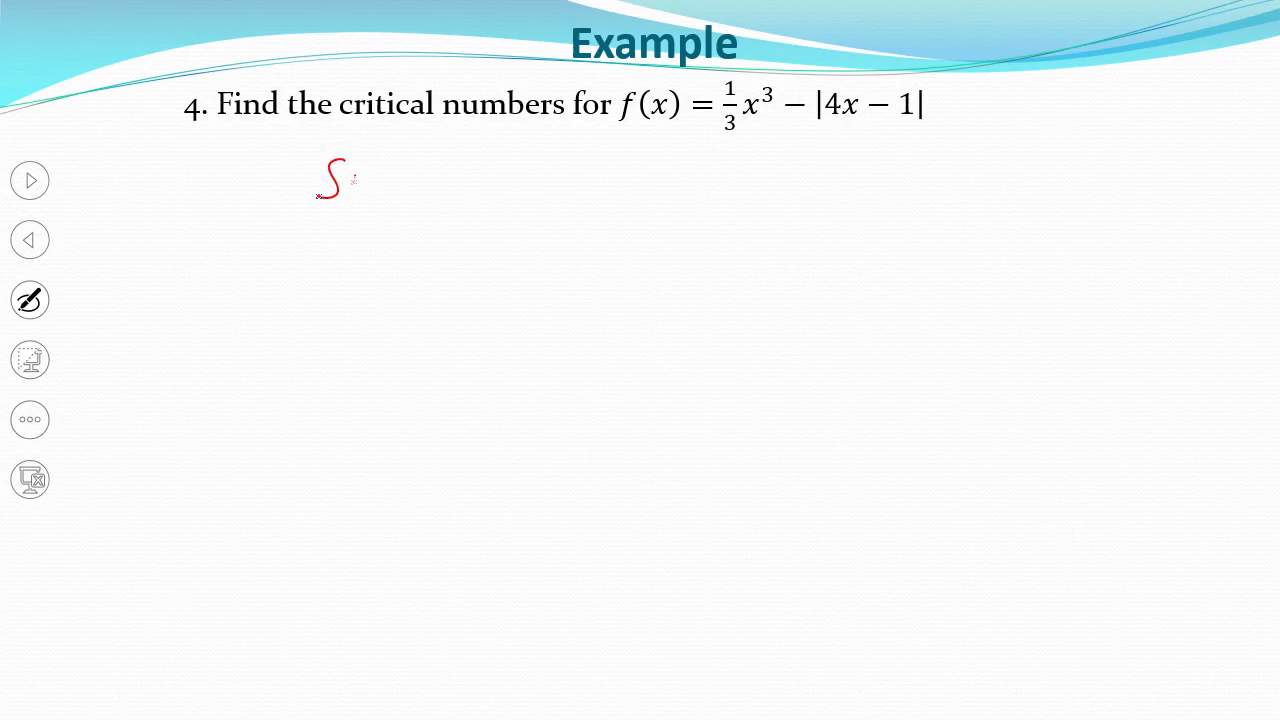 Example
4. Find the critical numbers for 𝑓(𝑥) = 1/3 𝑥³ − |4𝑥 − 1|
S